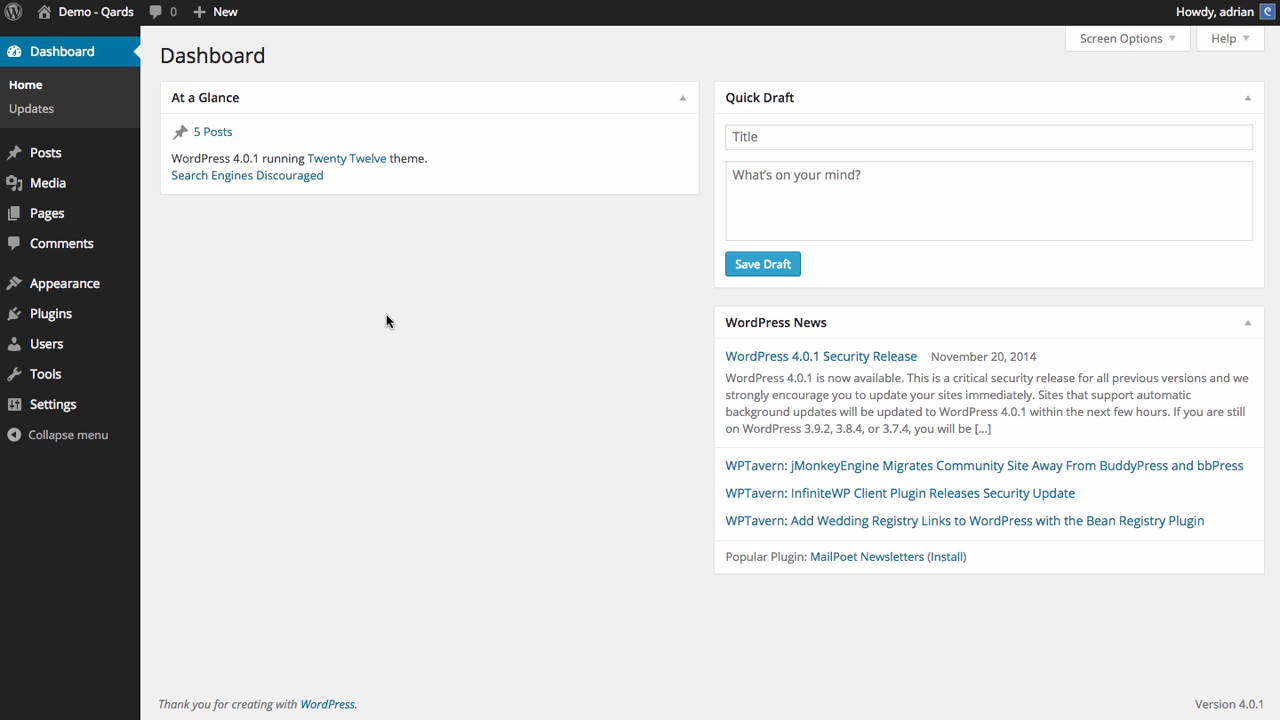 Demo - Qards 0 New Howdy, adrian
Dashboard
Home
Updates
Posts
Media
Pages
Comments
Appearance
Plugins
Users
Tools
Settings
Collapse menu
Screen Options Help
Dashboard
At a Glance
5 Posts
WordPress 4.0.1 running Twenty Twelve theme.
Search Engines Discouraged
Quick Draft
Title
What's on your mind?
Save Draft
WordPress News
WordPress 4.0.1 Security Release November 20, 2014
WordPress 4.0.1 is now available. This is a critical security release for all previous versions and we
strongly encourage you to update your sites immediately. Sites that support automatic
background updates will be updated to WordPress 4.0.1 within the next few hours. If you are still
on WordPress 3.9.2, 3.8.4, or 3.7.4, you will be […]
WPTavern: jMonkeyEngine Migrates Community Site Away From BuddyPress and bbPress
WPTavern: InfiniteWP Client Plugin Releases Security Update
WPTavern: Add Wedding Registry Links to WordPress with the Bean Registry Plugin
Popular Plugin: MailPoet Newsletters (Install)
Thank you for creating with WordPress. Version 4.0.1